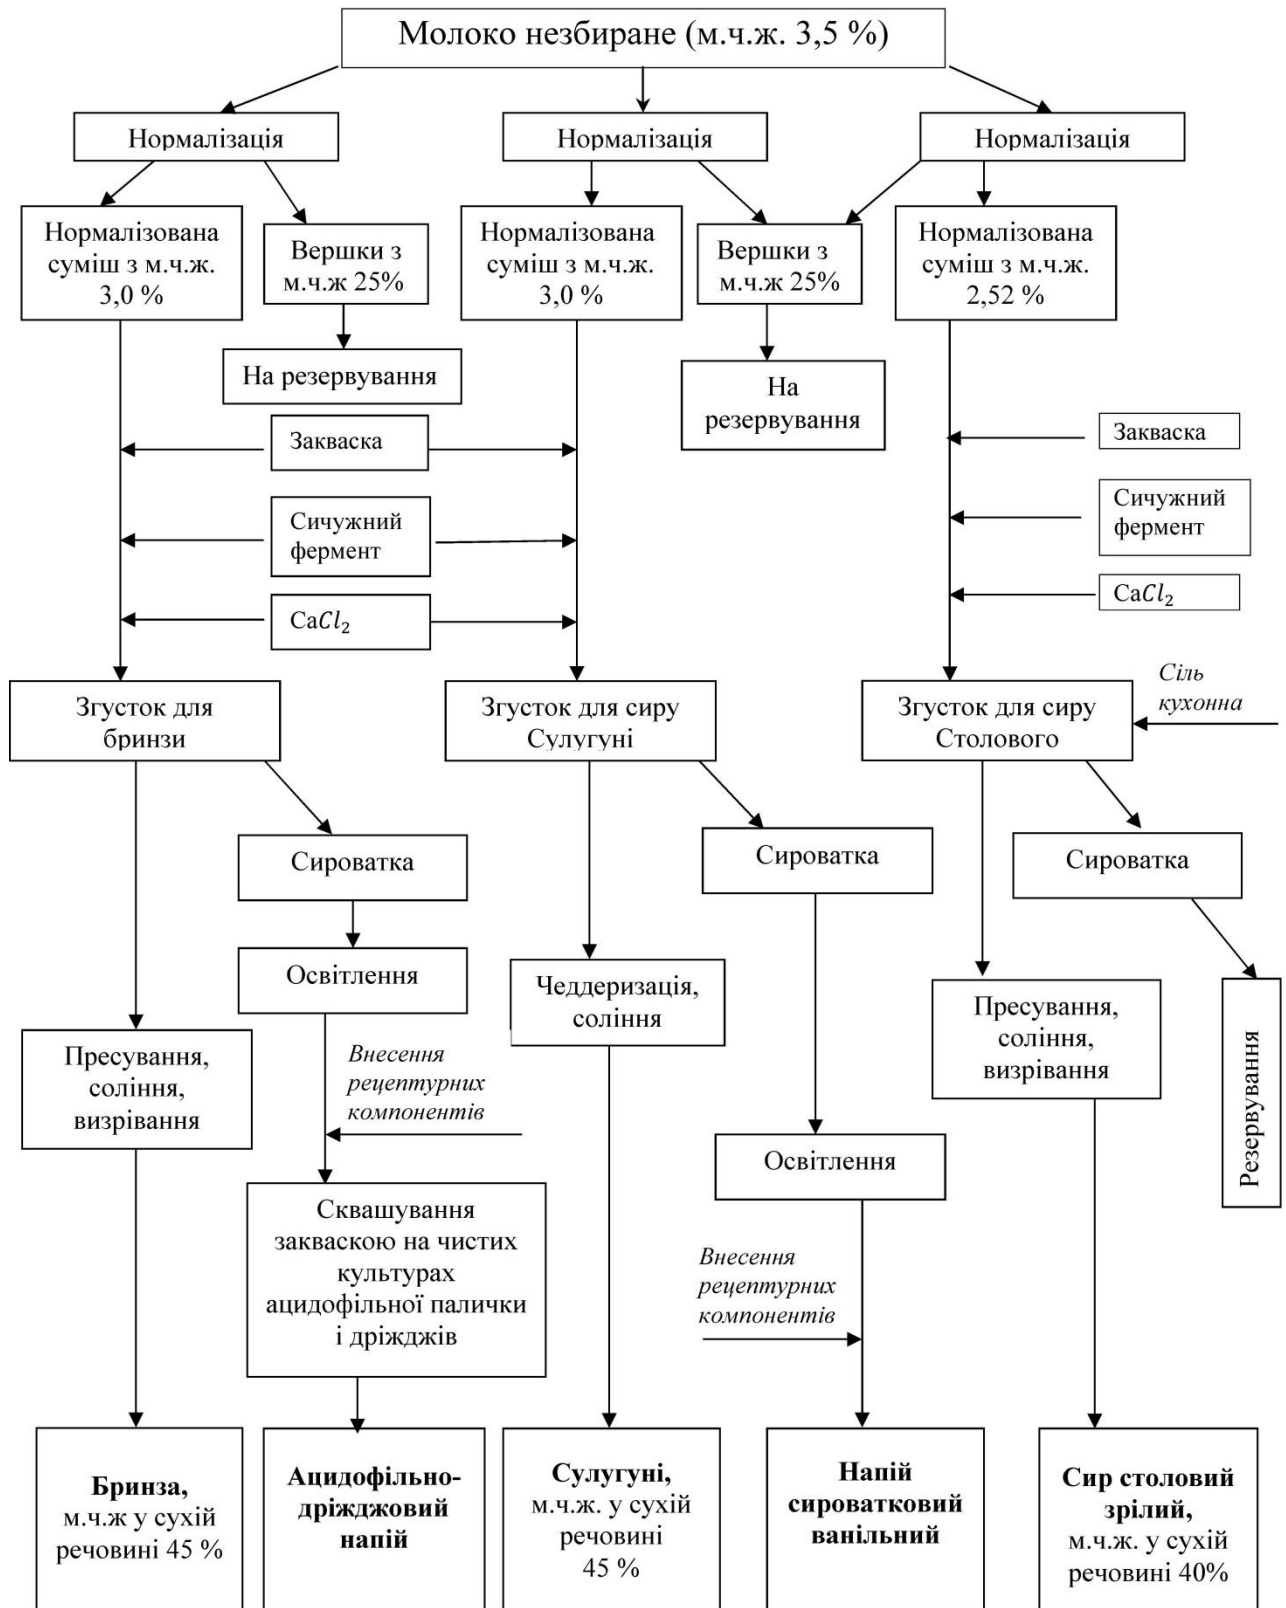 Молоко незбиране (м.ч.ж. 3,5 %)
Нормалізація
Нормалізація
Нормалізація
Нормалізована
суміш з м.ч.ж.
3,0 %
Вершки з
м.ч.ж 25%
Нормалізована
суміш з м.ч.ж.
3,0 %
Вершки з
м.ч.ж 25%
Нормалізована
суміш з м.ч.ж.
2,52 %
На резервування
На
резервування
Закваска
Закваска
Сичужний
фермент
Сичужний
фермент
CaCl₂
CaCl₂
Згусток для
бринзи
Згусток для сиру
Сулугуні
Згусток для сиру
Столового
Сіль
кухонна
Сироватка
Сироватка
Сироватка
Освітлення
Чеддеризація,
соління
Пресування,
соління,
визрівання
Резервування
Пресування,
соління,
визрівання
Внесення
рецептурних
компонентів
Освітлення
Сквашування
закваскою на чистих
культурах
ацидофільної палички
і дріжджів
Внесення
рецептурних
компонентів
Бринза,
м.ч.ж у сухій
речовині 45 %
Ацидофільно-
дріжджовий
напій
Сулугуні,
м.ч.ж. у сухій
речовині
45 %
Напій
сироватковий
ванільний
Сир столовий
зрілий,
м.ч.ж. у сухій
речовині 40%